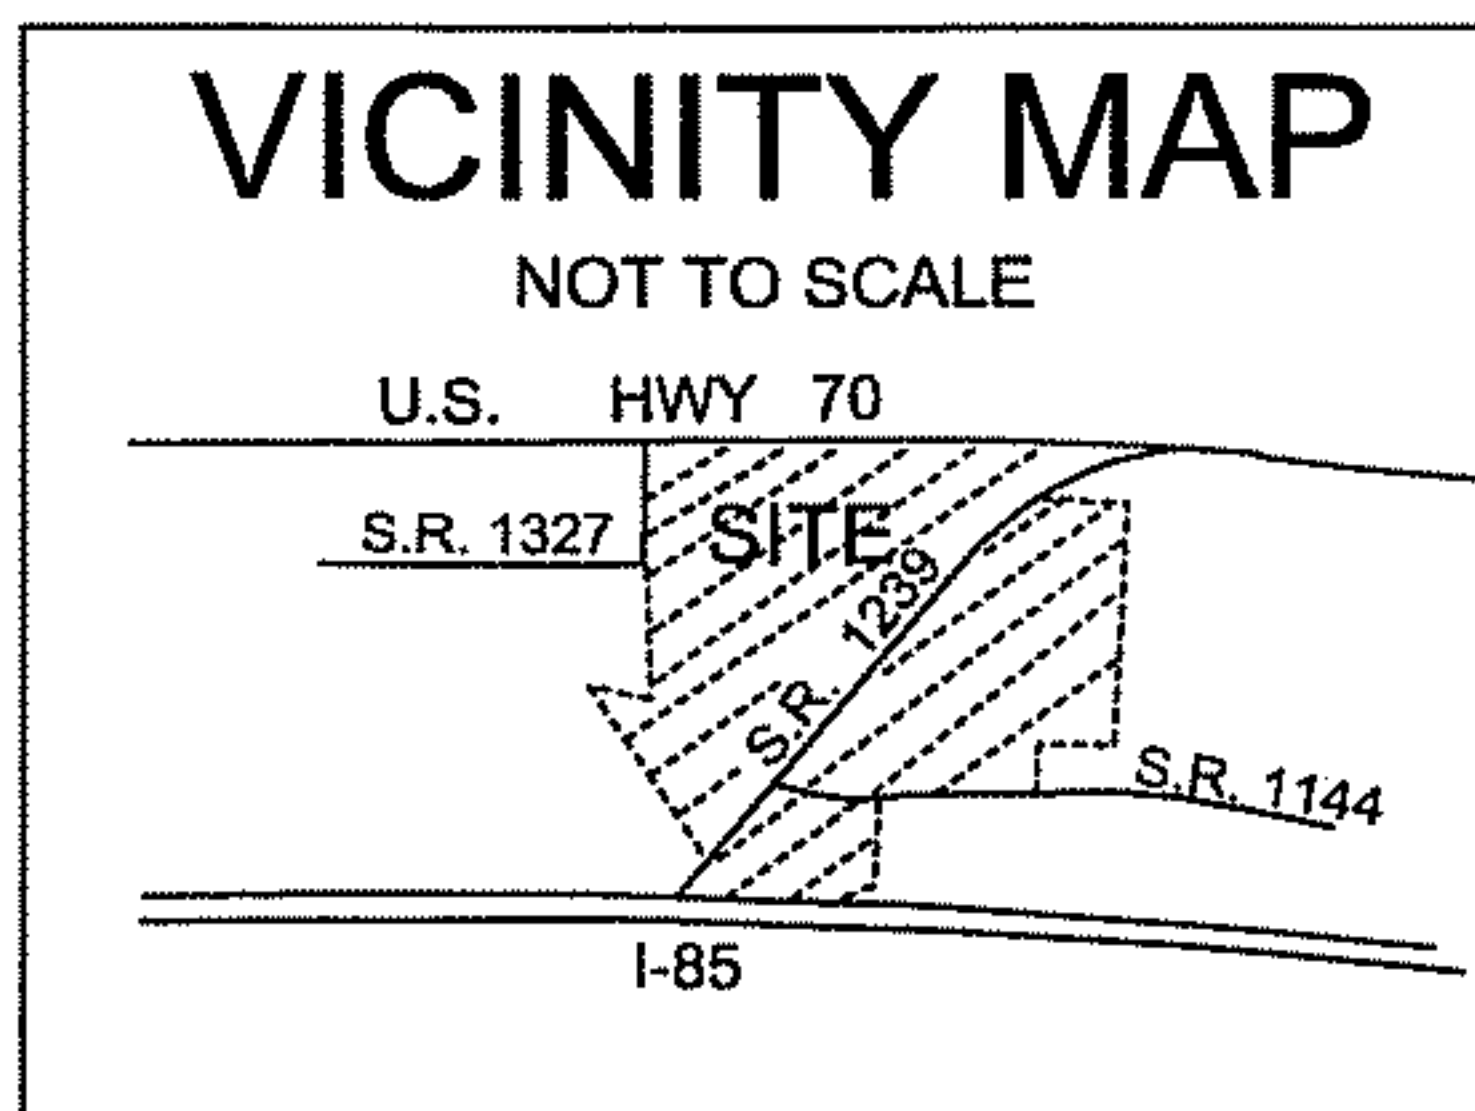 VICINITY MAP
NOT TO SCALE
U.S. HWY 70
S.R. 1327
SITE
S.R. 1239
S.R. 1144
I-85